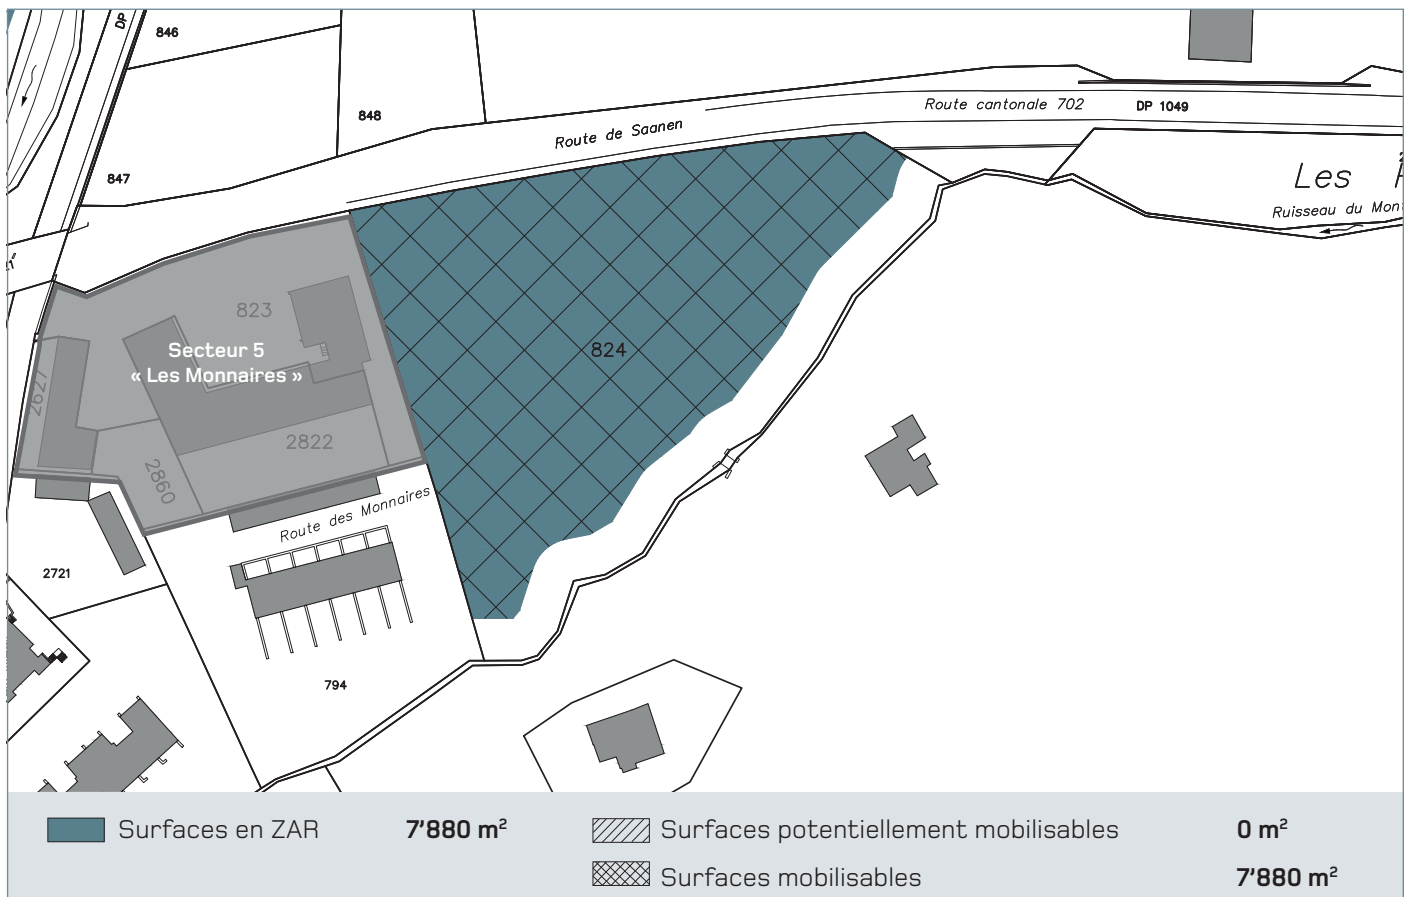 DP
846
848
847
Route de Saanen
Route cantonale 702
DP 1049
Les
Ruisseau du Mon
823
Secteur 5
« Les Monnaires »
824
2627
2822
2860
Route des Monnaires
2721
794
Surfaces en ZAR 7'880 m²
Surfaces potentiellement mobilisables 0 m²
Surfaces mobilisables 7'880 m²